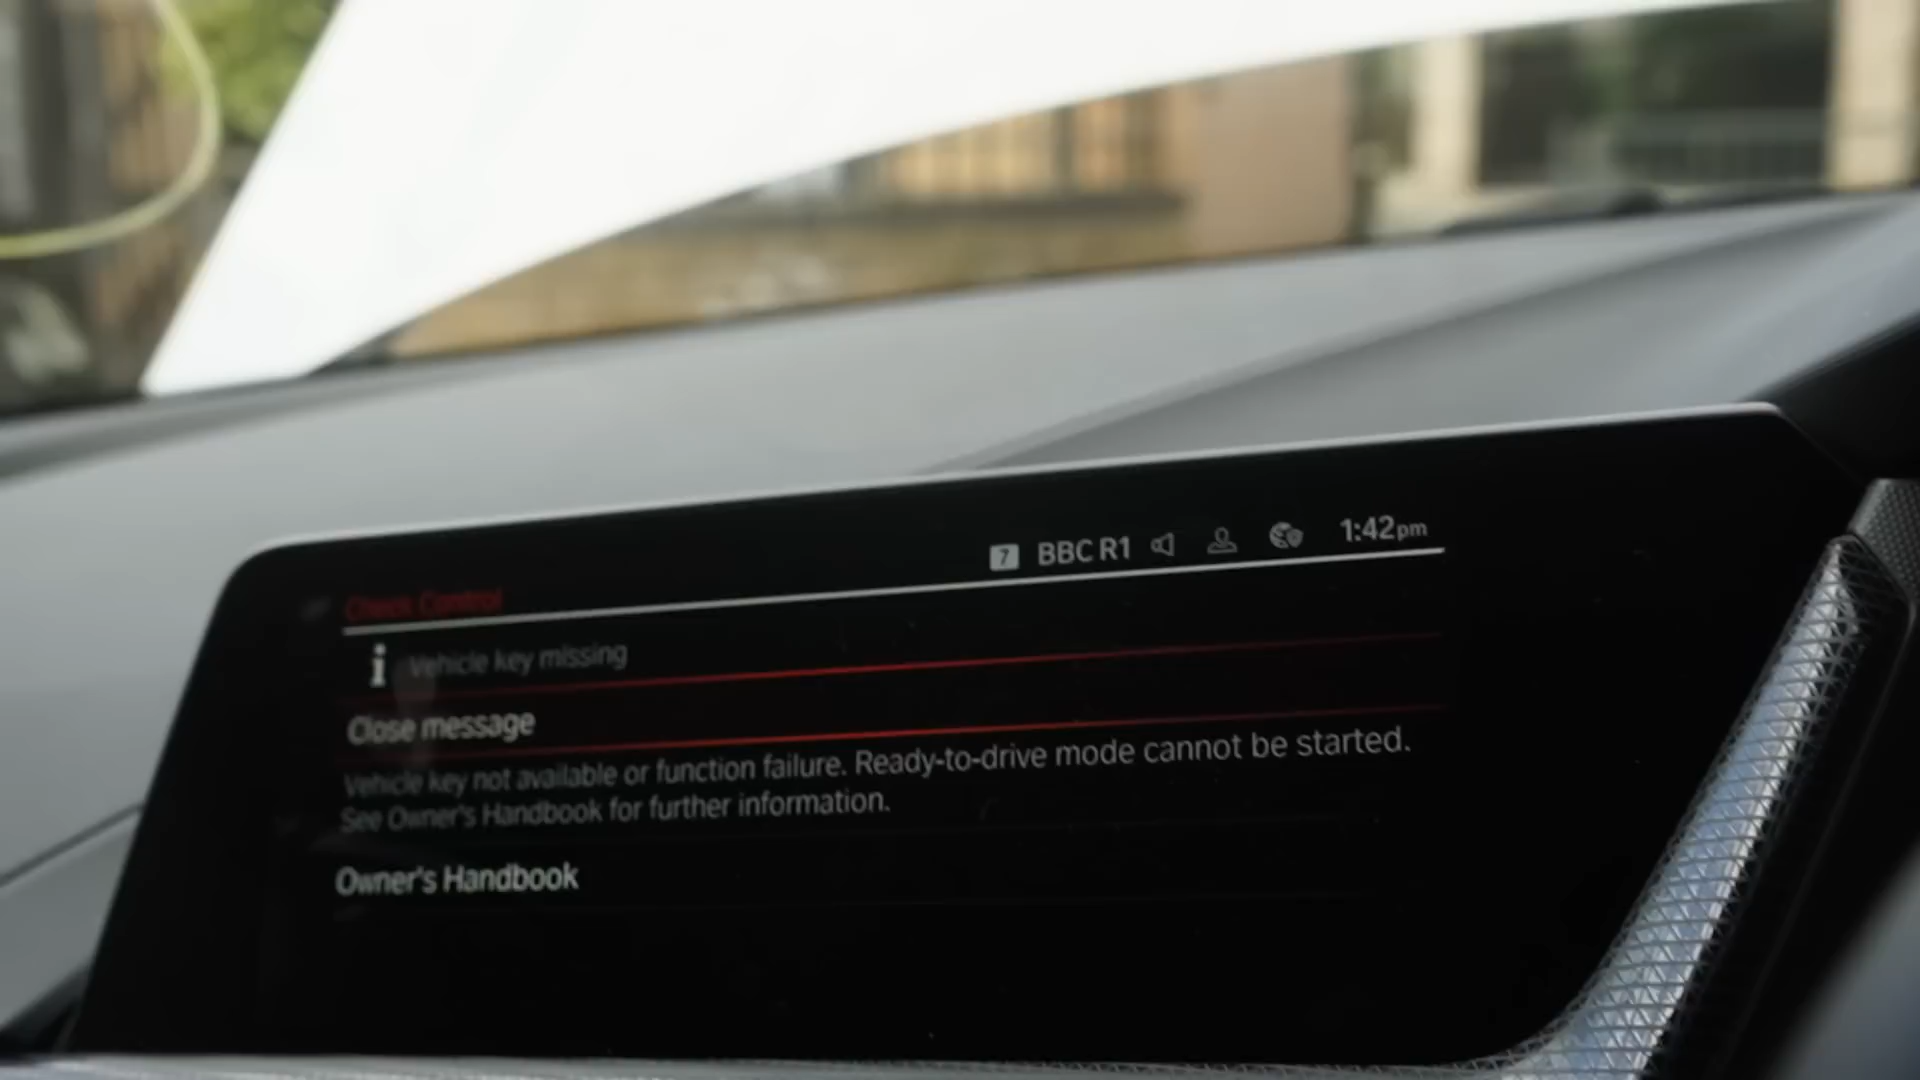 7 BBC R1 1:42pm
Check Control
i Vehicle key missing
Close message
Vehicle key not available or function failure. Ready-to-drive mode cannot be started.
See Owner's Handbook for further information.
Owner's Handbook